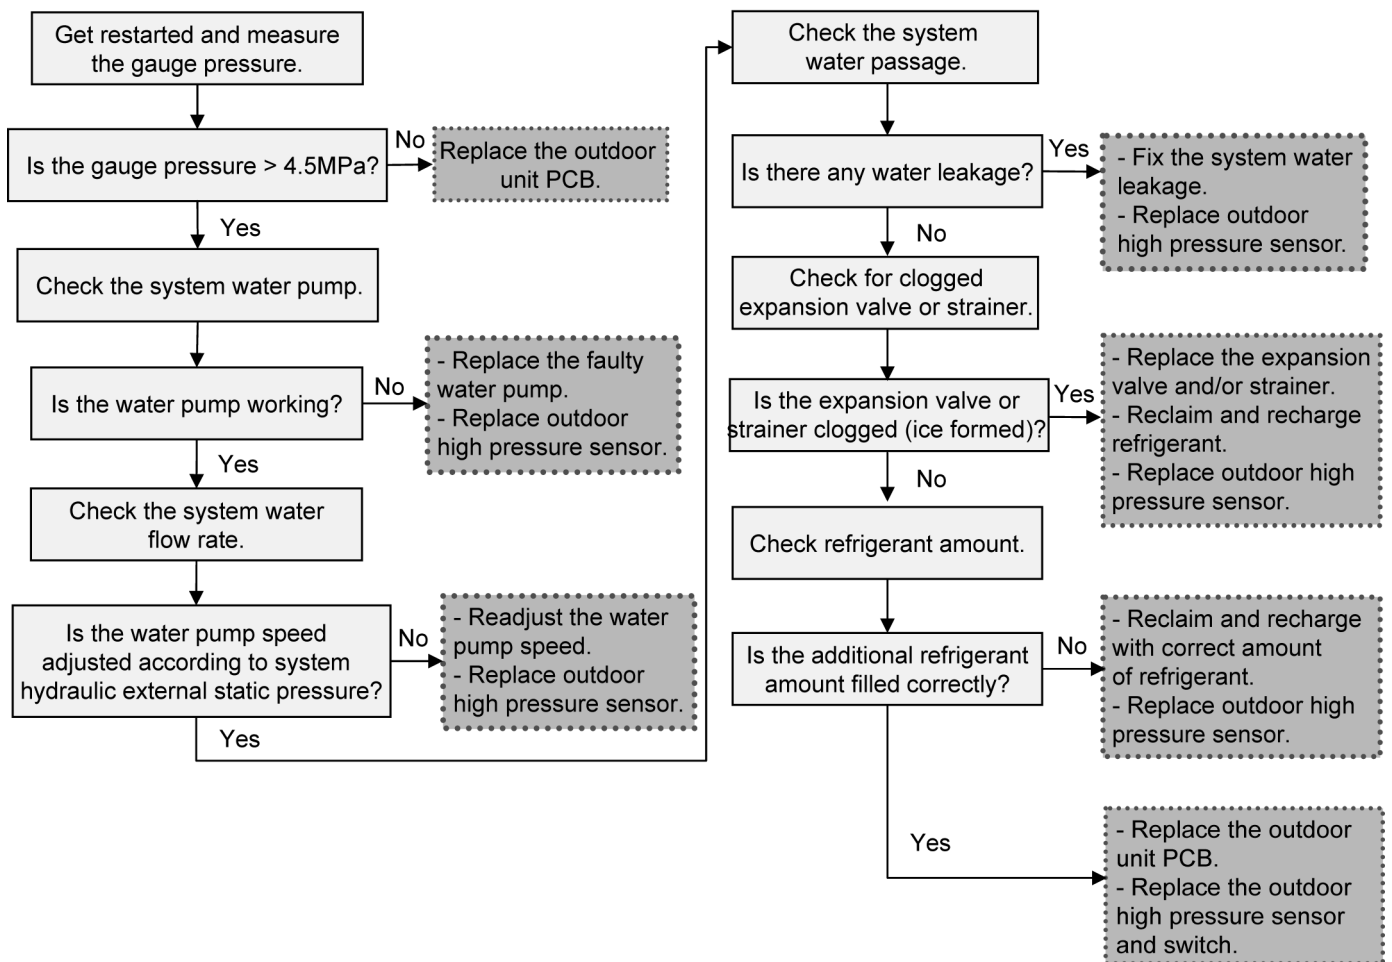 Get restarted and measure
the gauge pressure.
Is the gauge pressure > 4.5MPa?
No
Replace the outdoor
unit PCB.
Yes
Check the system water pump.
Is the water pump working?
No
- Replace the faulty
water pump.
- Replace outdoor
high pressure sensor.
Yes
Check the system water
flow rate.
Is the water pump speed
adjusted according to system
hydraulic external static pressure?
No
- Readjust the water
pump speed.
- Replace outdoor
high pressure sensor.
Yes
Check the system
water passage.
Is there any water leakage?
Yes
- Fix the system water
leakage.
- Replace outdoor
high pressure sensor.
No
Check for clogged
expansion valve or strainer.
Is the expansion valve or
strainer clogged (ice formed)?
Yes
- Replace the expansion
valve and/or strainer.
- Reclaim and recharge
refrigerant.
- Replace outdoor high
pressure sensor.
No
Check refrigerant amount.
Is the additional refrigerant
amount filled correctly?
No
- Reclaim and recharge
with correct amount
of refrigerant.
- Replace outdoor high
pressure sensor.
Yes
- Replace the outdoor
unit PCB.
- Replace the outdoor
high pressure sensor
and switch.